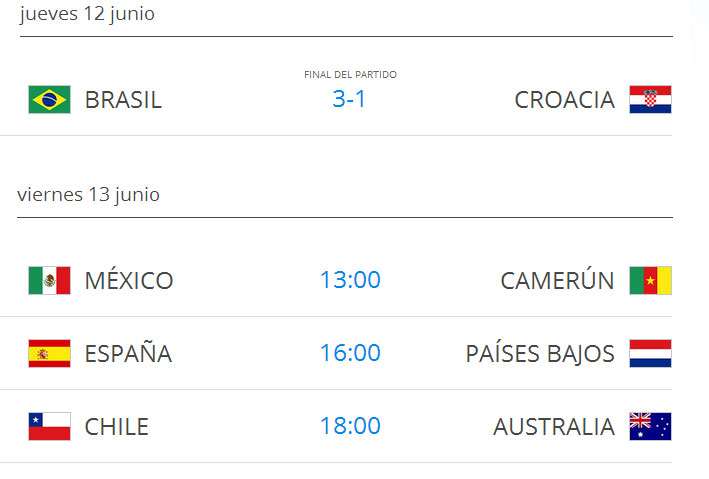 jueves 12 junio
FINAL DEL PARTIDO
BRASIL 3-1 CROACIA
viernes 13 junio
MÉXICO 13:00 CAMERÚN
ESPAÑA 16:00 PAÍSES BAJOS
CHILE 18:00 AUSTRALIA